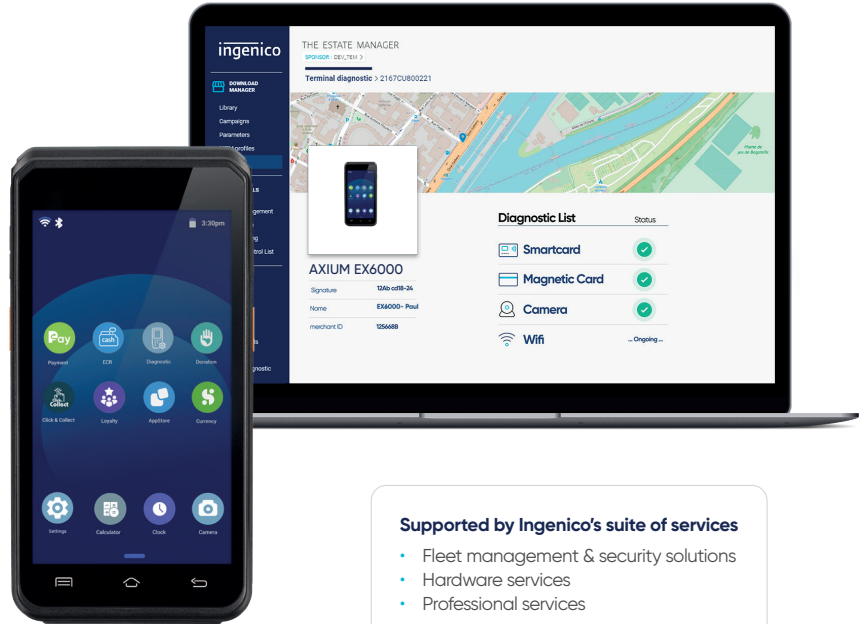 ingenico
THE ESTATE MANAGER
SPONSOR : DEV_TEM >
Terminal diagnostic > 2167CU800221
DOWNLOAD
MANAGER
Library
Campaigns
Parameters
profiles
AXIUM EX6000
Signature 12Ab cd18-24
Name EX6000- Paul
merchant ID 125668B
Diagnostic List Status
Smartcard
Magnetic Card
Camera
Wifi ... Ongoing ...
3:30pm
Pay cash
Payment ECR Diagnostic Donation
Collect
Click & Collect Loyalty AppStore Currency
Settings Calculator Clock Camera
Supported by Ingenico's suite of services
• Fleet management & security solutions
• Hardware services
• Professional services